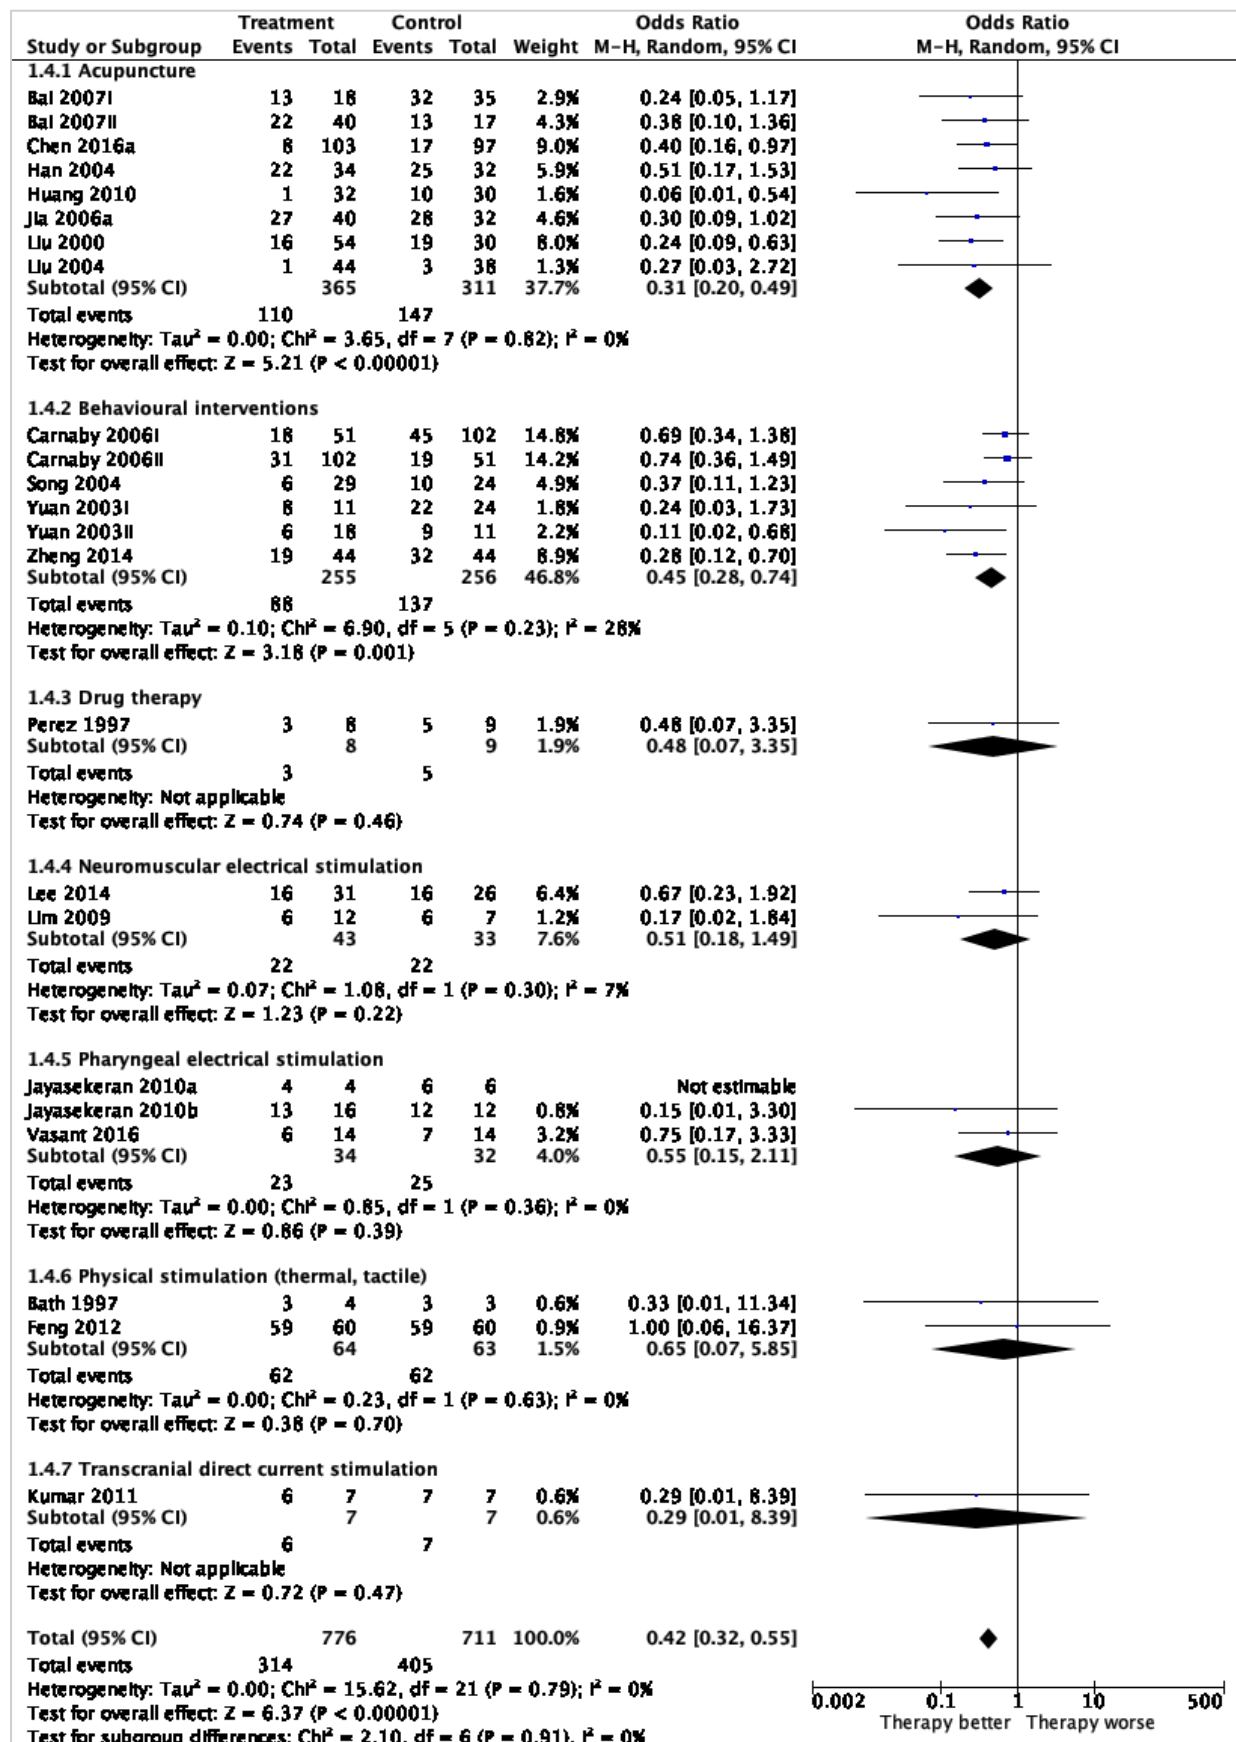 Treatment Control Odds Ratio Odds Ratio
Study or Subgroup Events Total Events Total Weight M-H, Random, 95% CI M-H, Random, 95% CI
1.4.1 Acupuncture
Bai 2007I 13 18 32 35 2.9% 0.24 [0.05, 1.17]
Bai 2007II 22 40 13 17 4.3% 0.38 [0.10, 1.36]
Chen 2016a 8 103 17 97 9.0% 0.40 [0.16, 0.97]
Han 2004 22 34 25 32 5.9% 0.51 [0.17, 1.53]
Huang 2010 1 32 10 30 1.6% 0.06 [0.01, 0.54]
Jia 2006a 27 40 28 32 4.6% 0.30 [0.09, 1.02]
Liu 2000 16 54 19 30 8.0% 0.24 [0.09, 0.63]
Liu 2004 1 44 3 38 1.3% 0.27 [0.03, 2.72]
Subtotal (95% CI) 365 311 37.7% 0.31 [0.20, 0.49]
Total events 110 147
Heterogeneity: Tau² = 0.00; Chi² = 3.65, df = 7 (P = 0.82); I² = 0%
Test for overall effect: Z = 5.21 (P < 0.00001)
1.4.2 Behavioural interventions
Carnaby 2006I 18 51 45 102 14.8% 0.69 [0.34, 1.38]
Carnaby 2006II 31 102 19 51 14.2% 0.74 [0.36, 1.49]
Song 2004 6 29 10 24 4.9% 0.37 [0.11, 1.23]
Yuan 2003I 8 11 22 24 1.8% 0.24 [0.03, 1.73]
Yuan 2003II 6 18 9 11 2.2% 0.11 [0.02, 0.68]
Zheng 2014 19 44 32 44 8.9% 0.28 [0.12, 0.70]
Subtotal (95% CI) 255 256 46.8% 0.45 [0.28, 0.74]
Total events 88 137
Heterogeneity: Tau² = 0.10; Chi² = 6.90, df = 5 (P = 0.23); I² = 28%
Test for overall effect: Z = 3.18 (P = 0.001)
1.4.3 Drug therapy
Perez 1997 3 8 5 9 1.9% 0.48 [0.07, 3.35]
Subtotal (95% CI) 8 9 1.9% 0.48 [0.07, 3.35]
Total events 3 5
Heterogeneity: Not applicable
Test for overall effect: Z = 0.74 (P = 0.46)
1.4.4 Neuromuscular electrical stimulation
Lee 2014 16 31 16 26 6.4% 0.67 [0.23, 1.92]
Lim 2009 6 12 6 7 1.2% 0.17 [0.02, 1.84]
Subtotal (95% CI) 43 33 7.6% 0.51 [0.18, 1.49]
Total events 22 22
Heterogeneity: Tau² = 0.07; Chi² = 1.08, df = 1 (P = 0.30); I² = 7%
Test for overall effect: Z = 1.23 (P = 0.22)
1.4.5 Pharyngeal electrical stimulation
Jayasekeran 2010a 4 4 6 6 Not estimable
Jayasekeran 2010b 13 16 12 12 0.8% 0.15 [0.01, 3.30]
Vasant 2016 6 14 7 14 3.2% 0.75 [0.17, 3.33]
Subtotal (95% CI) 34 32 4.0% 0.55 [0.15, 2.11]
Total events 23 25
Heterogeneity: Tau² = 0.00; Chi² = 0.85, df = 1 (P = 0.36); I² = 0%
Test for overall effect: Z = 0.86 (P = 0.39)
1.4.6 Physical stimulation (thermal, tactile)
Bath 1997 3 4 3 3 0.6% 0.33 [0.01, 11.34]
Feng 2012 59 60 59 60 0.9% 1.00 [0.06, 16.37]
Subtotal (95% CI) 64 63 1.5% 0.65 [0.07, 5.85]
Total events 62 62
Heterogeneity: Tau² = 0.00; Chi² = 0.23, df = 1 (P = 0.63); I² = 0%
Test for overall effect: Z = 0.38 (P = 0.70)
1.4.7 Transcranial direct current stimulation
Kumar 2011 6 7 7 7 0.6% 0.29 [0.01, 8.39]
Subtotal (95% CI) 7 7 0.6% 0.29 [0.01, 8.39]
Total events 6 7
Heterogeneity: Not applicable
Test for overall effect: Z = 0.72 (P = 0.47)
Total (95% CI) 776 711 100.0% 0.42 [0.32, 0.55]
Total events 314 405
Heterogeneity: Tau² = 0.00; Chi² = 15.62, df = 21 (P = 0.79); I² = 0%
Test for overall effect: Z = 6.37 (P < 0.00001)
Test for subgroup differences: Chi² = 2.10, df = 6 (P = 0.91), I² = 0%
0.002 0.1 1 10 500
Therapy better Therapy worse